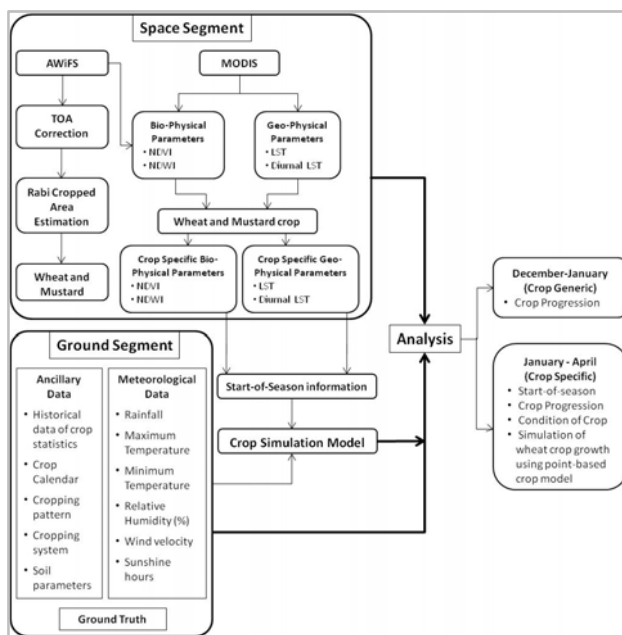 Space Segment
AWiFS
MODIS
TOA
Correction
Bio-Physical
Parameters
• NDVI
• NDWI
Geo-Physical
Parameters
• LST
• Diurnal LST
Rabi Cropped
Area
Estimation
Wheat and Mustard crop
Wheat and
Mustard
Crop Specific Bio-
Physical Parameters
• NDVI
• NDWI
Crop Specific Geo-
Physical Parameters
• LST
• Diurnal LST
Ground Segment
Ancillary
Data
• Historical
data of crop
statistics
• Crop
Calendar
• Cropping
pattern
• Cropping
system
• Soil
parameters
Meteorological
Data
• Rainfall
• Maximum
Temperature
• Minimum
Temperature
• Relative
Humidity (%)
• Wind velocity
• Sunshine
hours
Ground Truth
Start-of-Season information
Crop Simulation Model
Analysis
December-January
(Crop Generic)
• Crop Progression
January - April
(Crop Specific)
• Start-of-season
• Crop Progression
• Condition of Crop
• Simulation of
wheat crop growth
using point-based
crop model